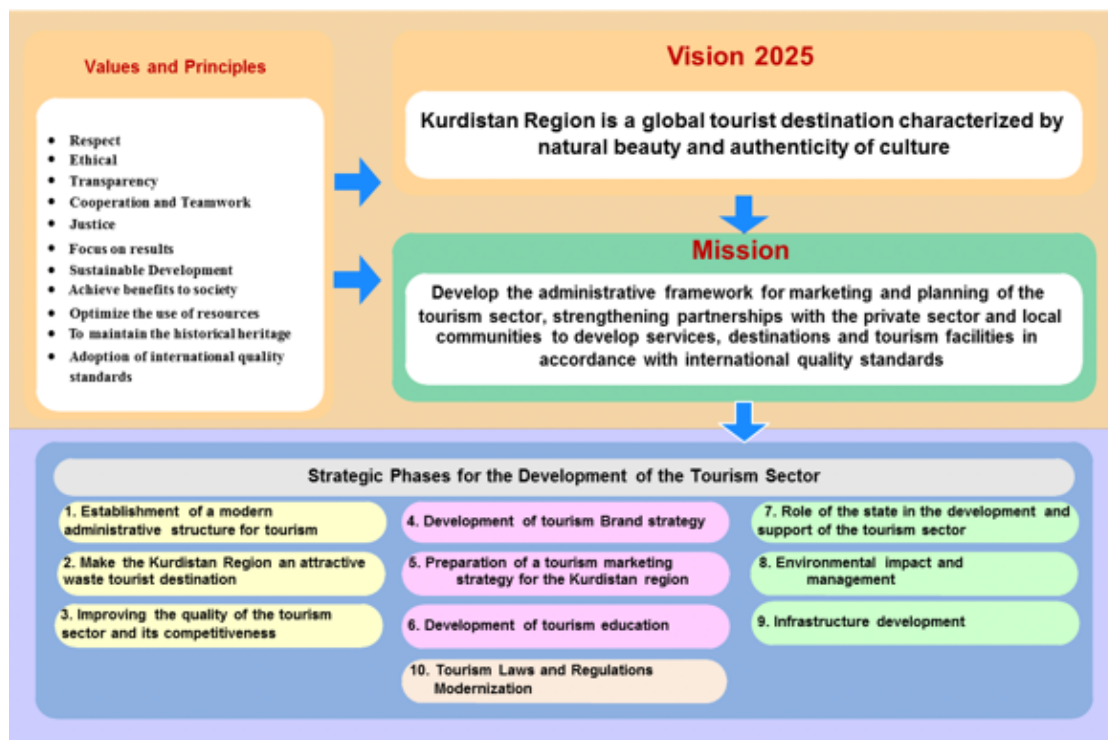 Values and Principles
• Respect
• Ethical
• Transparency
• Cooperation and Teamwork
• Justice
• Focus on results
• Sustainable Development
• Achieve benefits to society
• Optimize the use of resources
• To maintain the historical heritage
• Adoption of international quality
standards
Vision 2025
Kurdistan Region is a global tourist destination characterized by
natural beauty and authenticity of culture
Mission
Develop the administrative framework for marketing and planning of the
tourism sector, strengthening partnerships with the private sector and local
communities to develop services, destinations and tourism facilities in
accordance with international quality standards
Strategic Phases for the Development of the Tourism Sector
1. Establishment of a modern
administrative structure for tourism
2. Make the Kurdistan Region an attractive
waste tourist destination
3. Improving the quality of the tourism
sector and its competitiveness
4. Development of tourism Brand strategy
5. Preparation of a tourism marketing
strategy for the Kurdistan region
6. Development of tourism education
7. Role of the state in the development and
support of the tourism sector
8. Environmental impact and
management
9. Infrastructure development
10. Tourism Laws and Regulations
Modernization